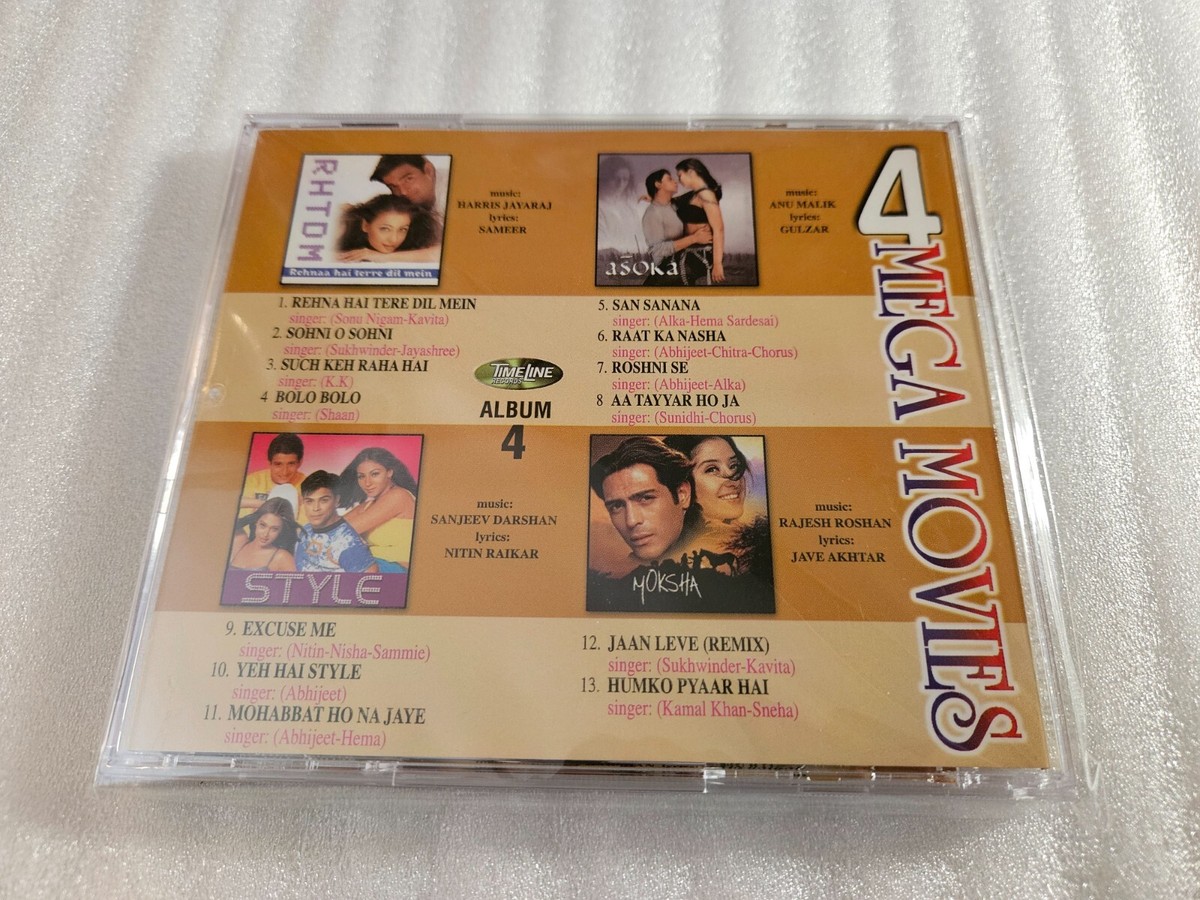 RHTDM
Rehnaa hai terre dil mein
music:
HARRIS JAYARAJ
lyrics:
SAMEER
1. REHNA HAI TERE DIL MEIN
singer: (Sonu Nigam-Kavita)
2. SOHNI O SOHNI
singer: (Sukhwinder-Jayashree)
3. SUCH KEH RAHA HAI
singer: (K.K)
4 BOLO BOLO
singer: (Shaan)
aśoka
music:
ANU MALIK
lyrics:
GULZAR
5. SAN SANANA
singer: (Alka-Hema Sardesai)
6. RAAT KA NASHA
singer: (Abhijeet-Chitra-Chorus)
7. ROSHNI SE
singer: (Abhijeet-Alka)
8 AA TAYYAR HO JA
singer: (Sunidhi-Chorus)
TIMELINE
RECORDS
ALBUM
4
STYLE
music:
SANJEEV DARSHAN
lyrics:
NITIN RAIKAR
9. EXCUSE ME
singer: (Nitin-Nisha-Sammie)
10. YEH HAI STYLE
singer: (Abhijeet)
11. MOHABBAT HO NA JAYE
singer: (Abhijeet-Hema)
MOKSHA
music:
RAJESH ROSHAN
lyrics:
JAVE AKHTAR
12. JAAN LEVE (REMIX)
singer: (Sukhwinder-Kavita)
13. HUMKO PYAAR HAI
singer: (Kamal Khan-Sneha)
4 MEGA MOVIES